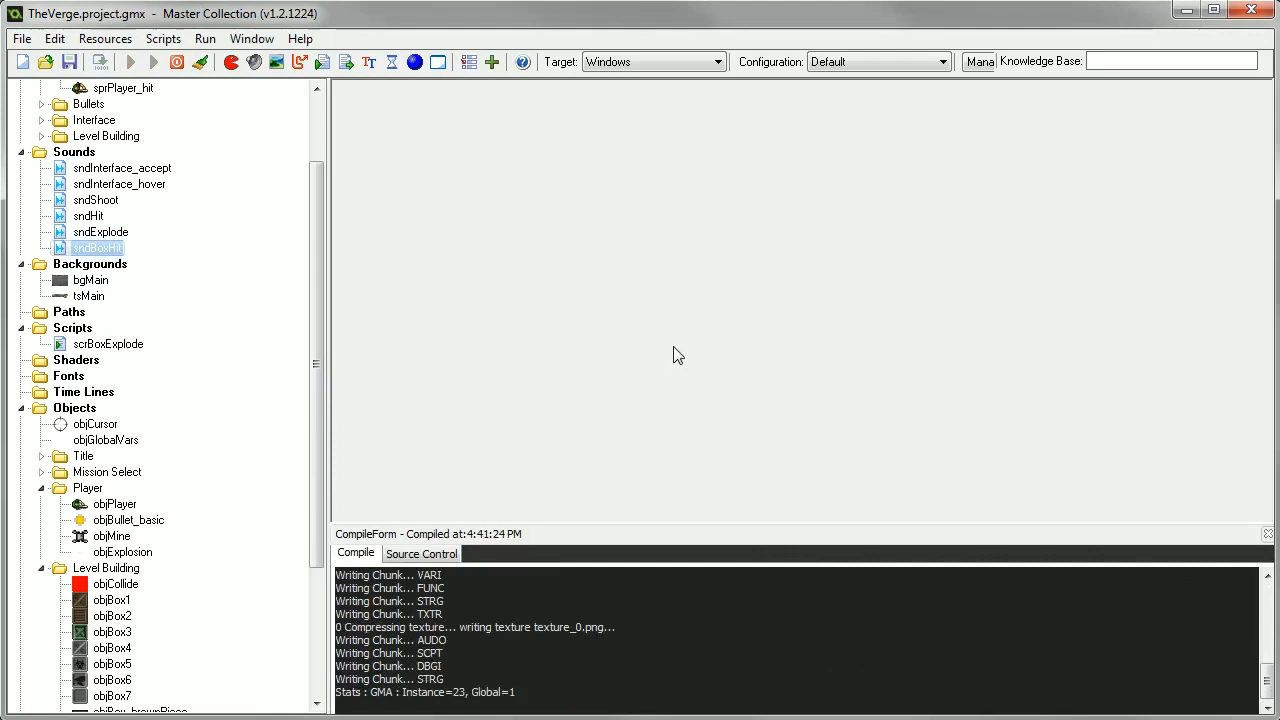 TheVerge.project.gmx - Master Collection (v1.2.1224)
File Edit Resources Scripts Run Window Help
Target: Windows Configuration: Default Mana Knowledge Base:
sprPlayer_hit
Bullets
Interface
Level Building
Sounds
sndInterface_accept
sndInterface_hover
sndShoot
sndHit
sndExplode
sndBoxHit
Backgrounds
bgMain
tsMain
Paths
Scripts
scrBoxExplode
Shaders
Fonts
Time Lines
Objects
objCursor
objGlobalVars
Title
Mission Select
Player
objPlayer
objBullet_basic
objMine
objExplosion
Level Building
objCollide
objBox1
objBox2
objBox3
objBox4
objBox5
objBox6
objBox7
objBox_brownPiece
CompileForm - Compiled at:4:41:24 PM
Compile Source Control
Writing Chunk... VARI
Writing Chunk... FUNC
Writing Chunk... STRG
Writing Chunk... TXTR
0 Compressing texture... writing texture texture_0.png...
Writing Chunk... AUDO
Writing Chunk... SCPT
Writing Chunk... DBGI
Writing Chunk... STRG
Stats : GMA : Instance=23, Global=1